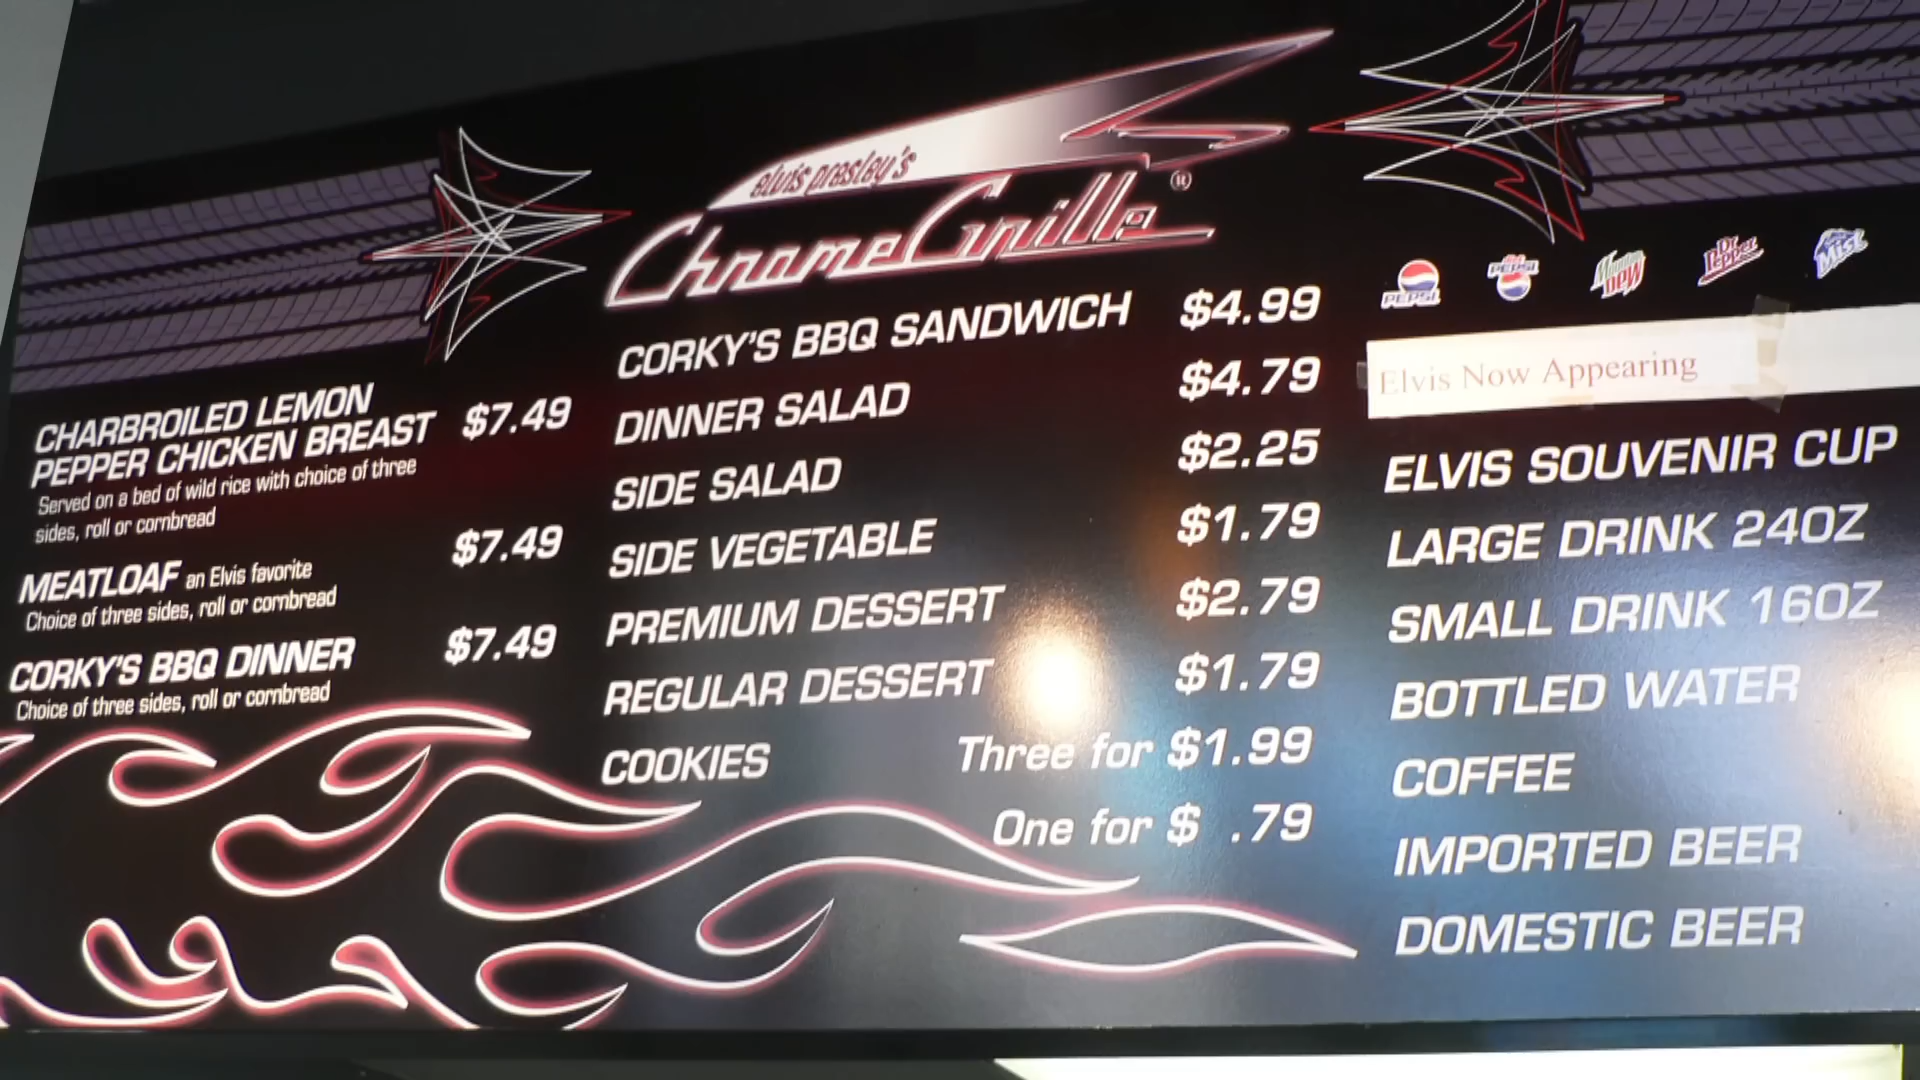 elvis presley's
ChromeGrille®
CHARBROILED LEMON
PEPPER CHICKEN BREAST $7.49
Served on a bed of wild rice with choice of three
sides, roll or cornbread
MEATLOAF an Elvis favorite $7.49
Choice of three sides, roll or cornbread
CORKY'S BBQ DINNER $7.49
Choice of three sides, roll or cornbread
CORKY'S BBQ SANDWICH $4.99
DINNER SALAD $4.79
SIDE SALAD $2.25
SIDE VEGETABLE $1.79
PREMIUM DESSERT $2.79
REGULAR DESSERT $1.79
COOKIES Three for $1.99
One for $ .79
PEPSI diet PEPSI Mountain DEW Dr Pepper Mist
Elvis Now Appearing
ELVIS SOUVENIR CUP
LARGE DRINK 24OZ
SMALL DRINK 16OZ
BOTTLED WATER
COFFEE
IMPORTED BEER
DOMESTIC BEER